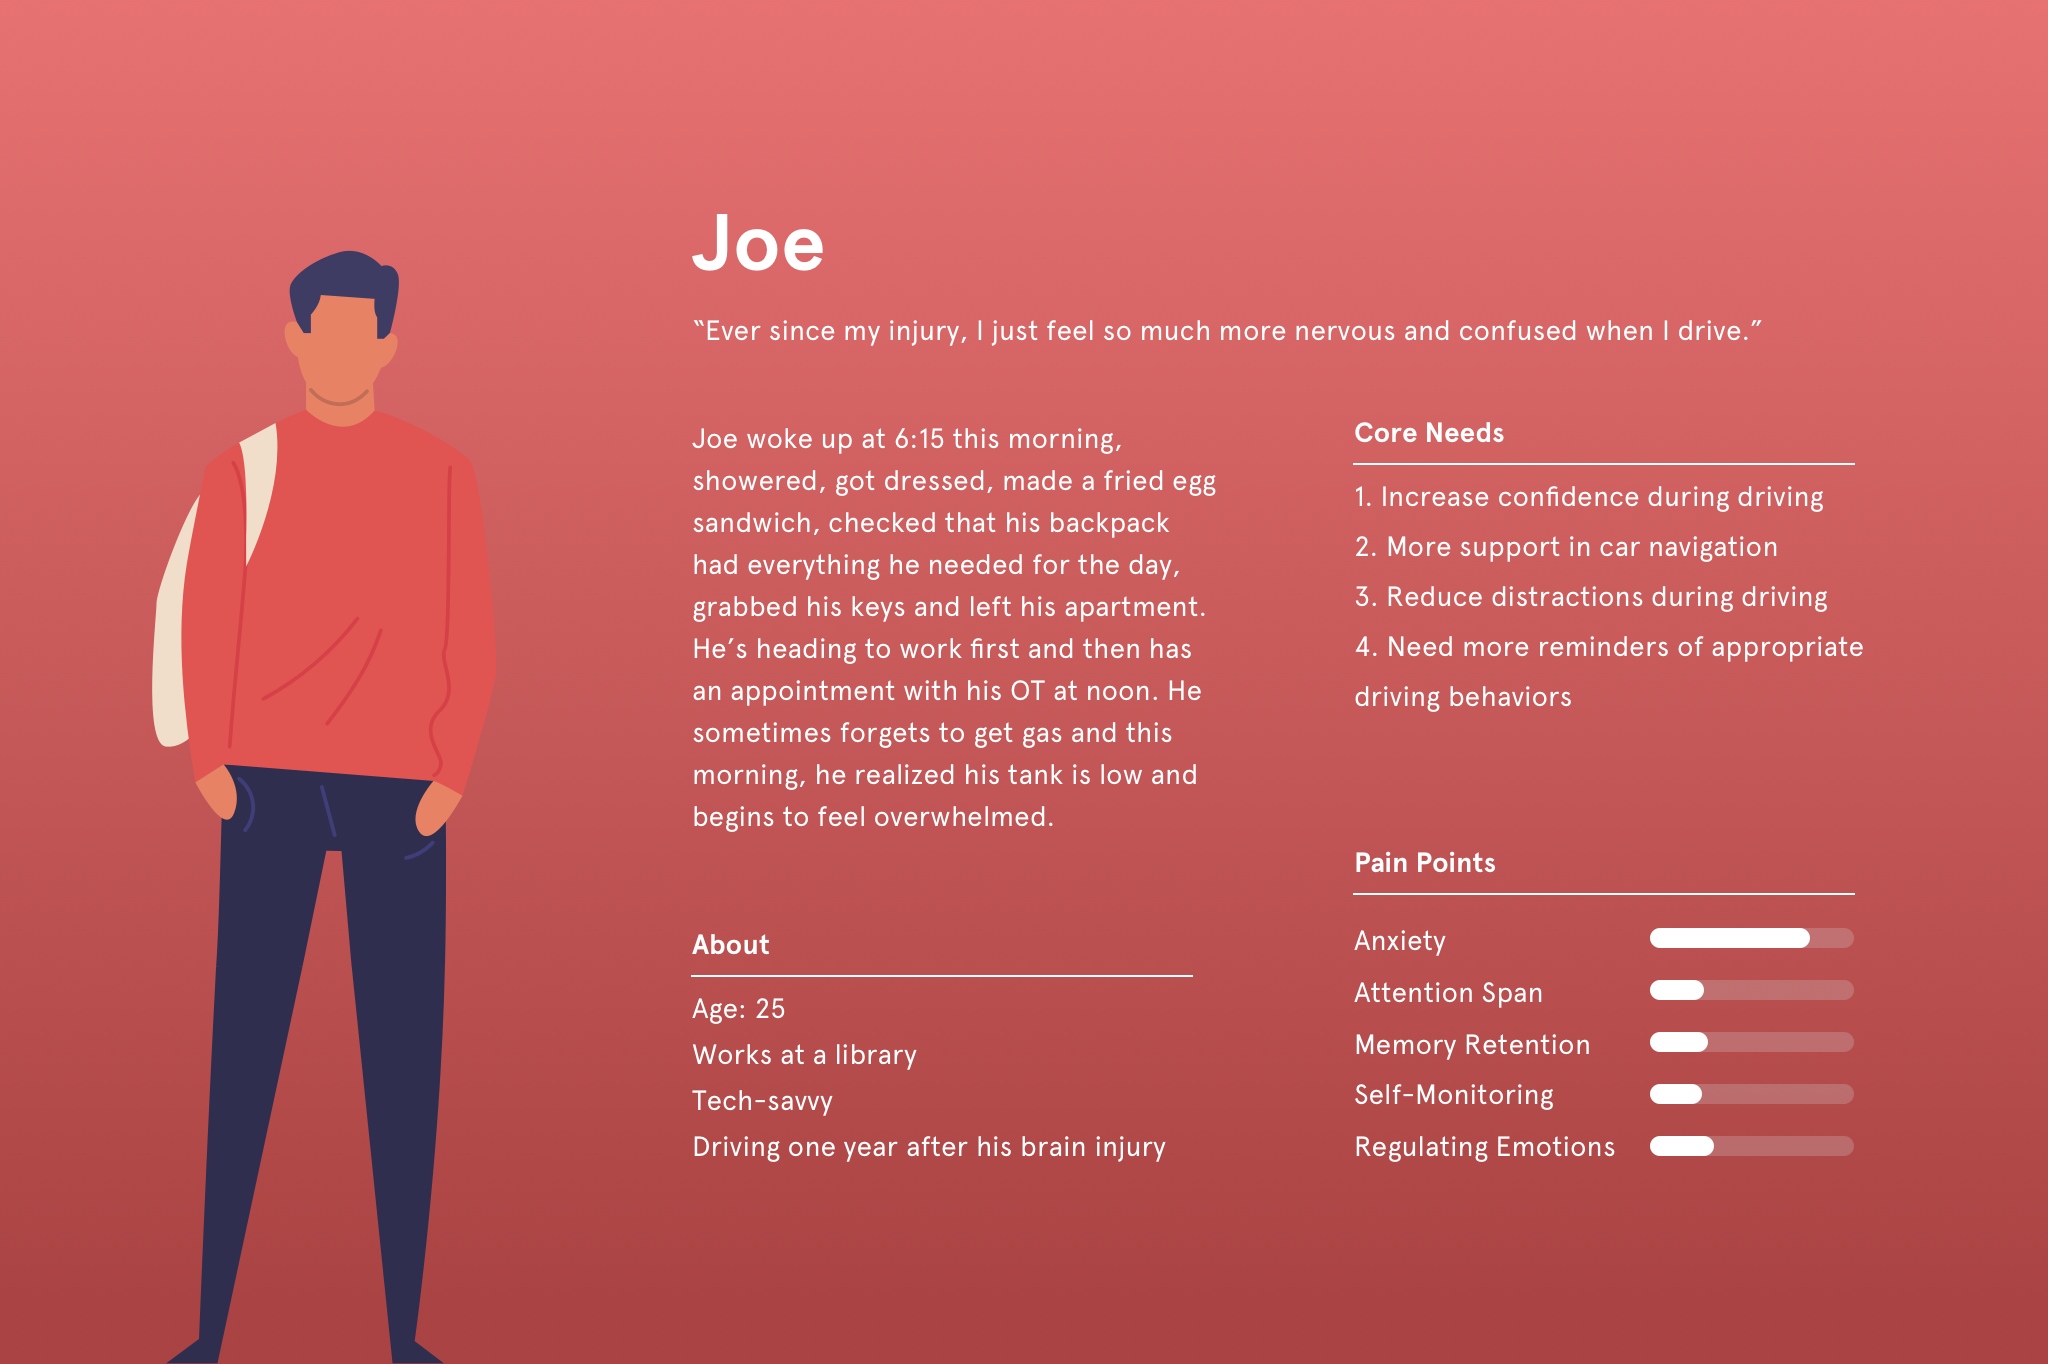 Joe
“Ever since my injury, I just feel so much more nervous and confused when I drive.”
Joe woke up at 6:15 this morning,
showered, got dressed, made a fried egg
sandwich, checked that his backpack
had everything he needed for the day,
grabbed his keys and left his apartment.
He’s heading to work first and then has
an appointment with his OT at noon. He
sometimes forgets to get gas and this
morning, he realized his tank is low and
begins to feel overwhelmed.
About
Age: 25
Works at a library
Tech-savvy
Driving one year after his brain injury
Core Needs
1. Increase confidence during driving
2. More support in car navigation
3. Reduce distractions during driving
4. Need more reminders of appropriate
driving behaviors
Pain Points
Anxiety
Attention Span
Memory Retention
Self-Monitoring
Regulating Emotions